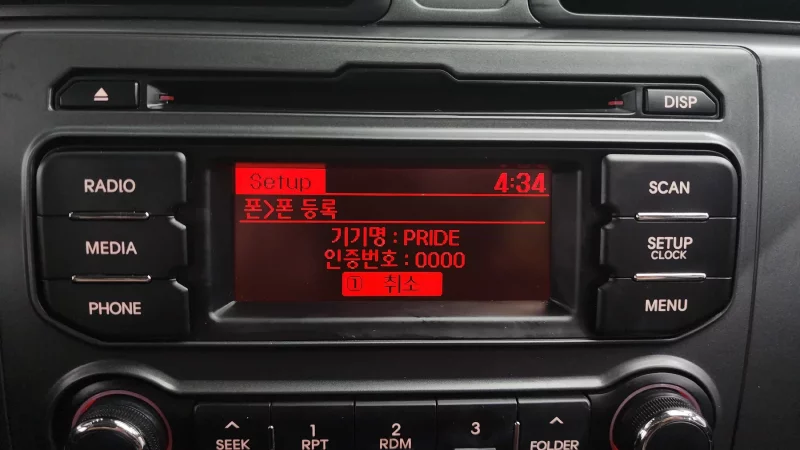 DISP
RADIO
MEDIA
PHONE
Setup 4:34
폰>폰 등록
기기명 : PRIDE
인증번호 : 0000
① 취소
SCAN
SETUP
CLOCK
MENU
SEEK
1
RPT
2
RDM
3
FOLDER